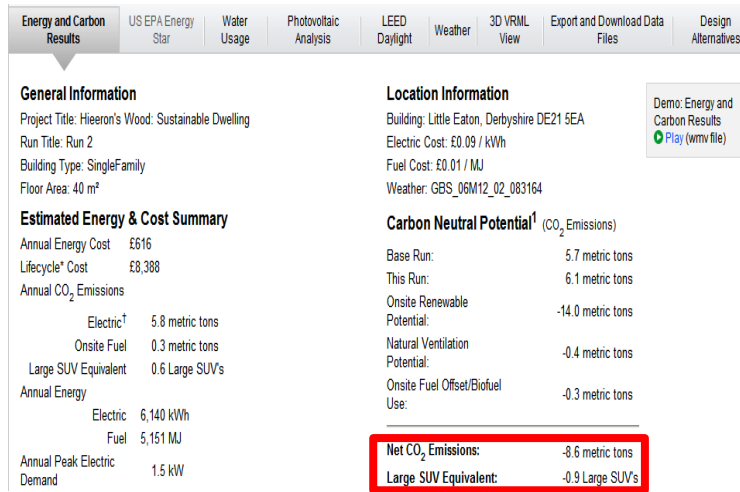 Energy and Carbon Results
US EPA Energy Star
Water Usage
Photovoltaic Analysis
LEED Daylight
Weather
3D VRML View
Export and Download Data Files
Design Alternatives
General Information
Project Title: Hieeron's Wood: Sustainable Dwelling
Run Title: Run 2
Building Type: SingleFamily
Floor Area: 40 m²
Estimated Energy & Cost Summary
Annual Energy Cost £616
Lifecycle* Cost £8,388
Annual CO₂ Emissions
Electric† 5.8 metric tons
Onsite Fuel 0.3 metric tons
Large SUV Equivalent 0.6 Large SUV's
Annual Energy
Electric 6,140 kWh
Fuel 5,151 MJ
Annual Peak Electric
Demand 1.5 kW
Location Information
Building: Little Eaton, Derbyshire DE21 5EA
Electric Cost: £0.09 / kWh
Fuel Cost: £0.01 / MJ
Weather: GBS_06M12_02_083164
Carbon Neutral Potential¹ (CO₂ Emissions)
Base Run: 5.7 metric tons
This Run: 6.1 metric tons
Onsite Renewable
Potential: -14.0 metric tons
Natural Ventilation
Potential: -0.4 metric tons
Onsite Fuel Offset/Biofuel
Use: -0.3 metric tons
Net CO₂ Emissions: -8.6 metric tons
Large SUV Equivalent: -0.9 Large SUV's
Demo: Energy and
Carbon Results
Play (wmv file)